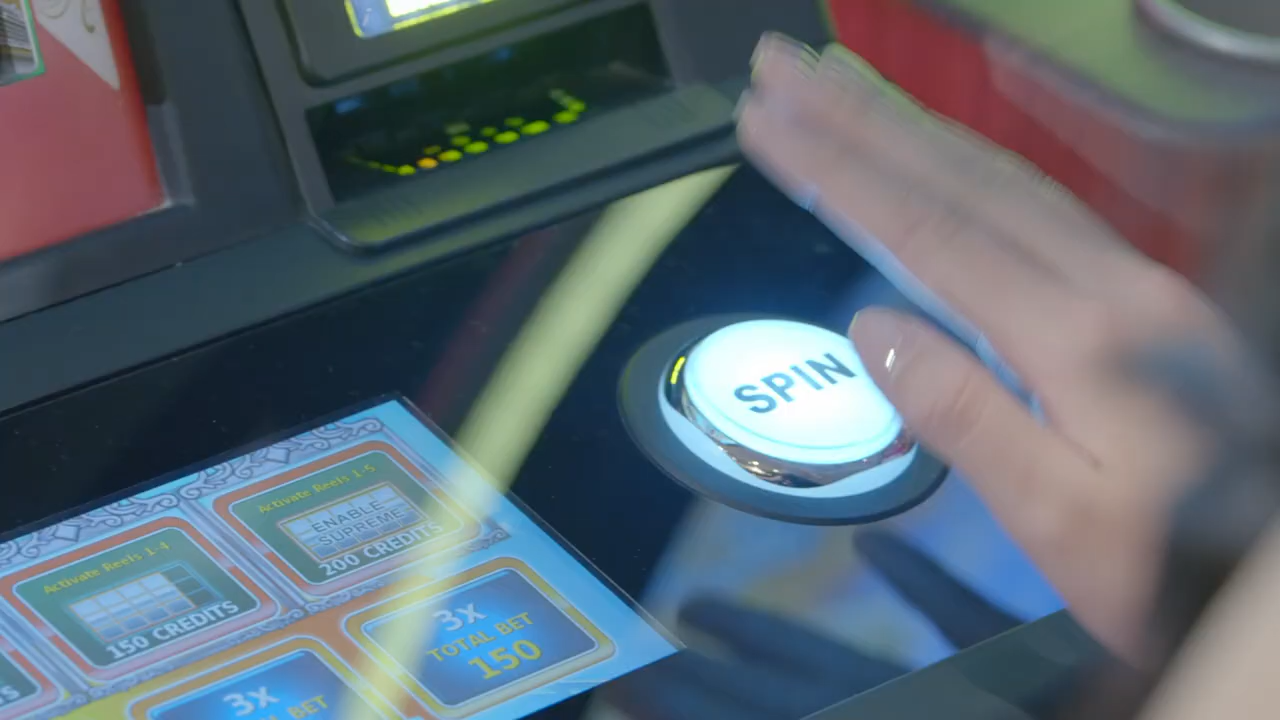 SPIN
Activate Reels 1-5
ENABLE
SUPREME
200 CREDITS
Activate Reels 1-4
150 CREDITS
3x
TOTAL BET
150
3x
BET